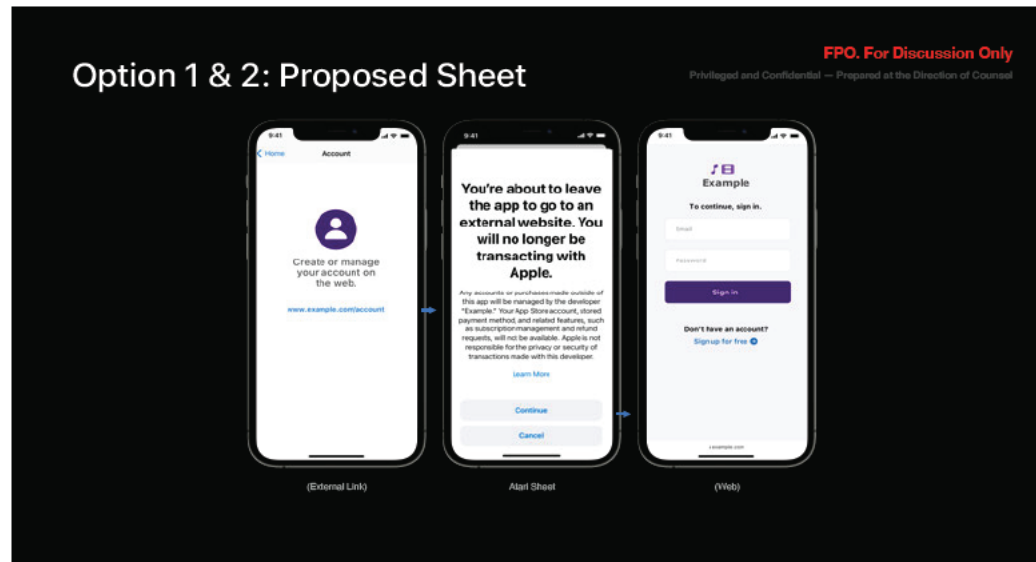 FPO. For Discussion Only
Option 1 & 2: Proposed Sheet
Privileged and Confidential — Prepared at the Direction of Counsel
9:41
Home Account
Create or manage
your account on
the web.
www.example.com/account
(External Link)
9:41
You're about to leave
the app to go to an
external website. You
will no longer be
transacting with
Apple.
Any accounts or purchases made outside of
this app will be managed by the developer
"Example." Your App Store account, stored
payment method, and related features, such
as subscription management and refund
requests, will not be available. Apple is not
responsible for the privacy or security of
transactions made with this developer.
Learn More
Continue
Cancel
Atari Sheet
9:41
Example
To continue, sign in.
Email
Password
Sign in
Don't have an account?
Sign up for free
example.com
(Web)